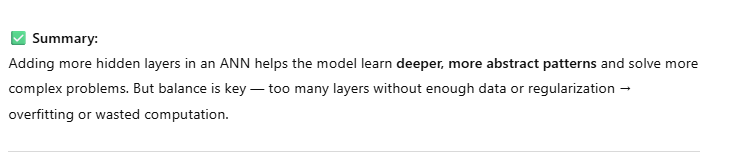 ✅ Summary:
Adding more hidden layers in an ANN helps the model learn deeper, more abstract patterns and solve more
complex problems. But balance is key — too many layers without enough data or regularization →
overfitting or wasted computation.